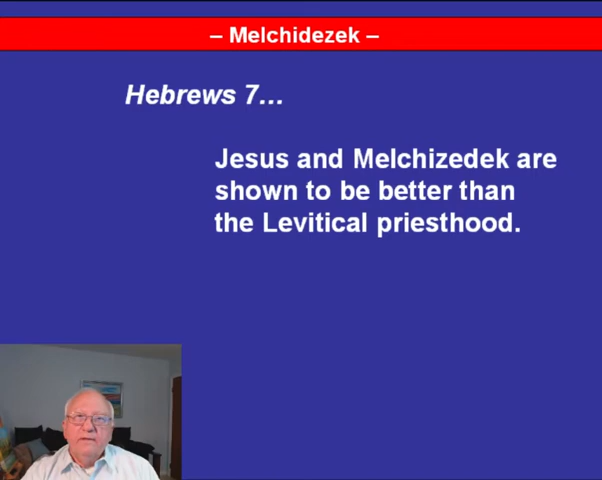 – Melchidezek –
Hebrews 7…
Jesus and Melchizedek are
shown to be better than
the Levitical priesthood.